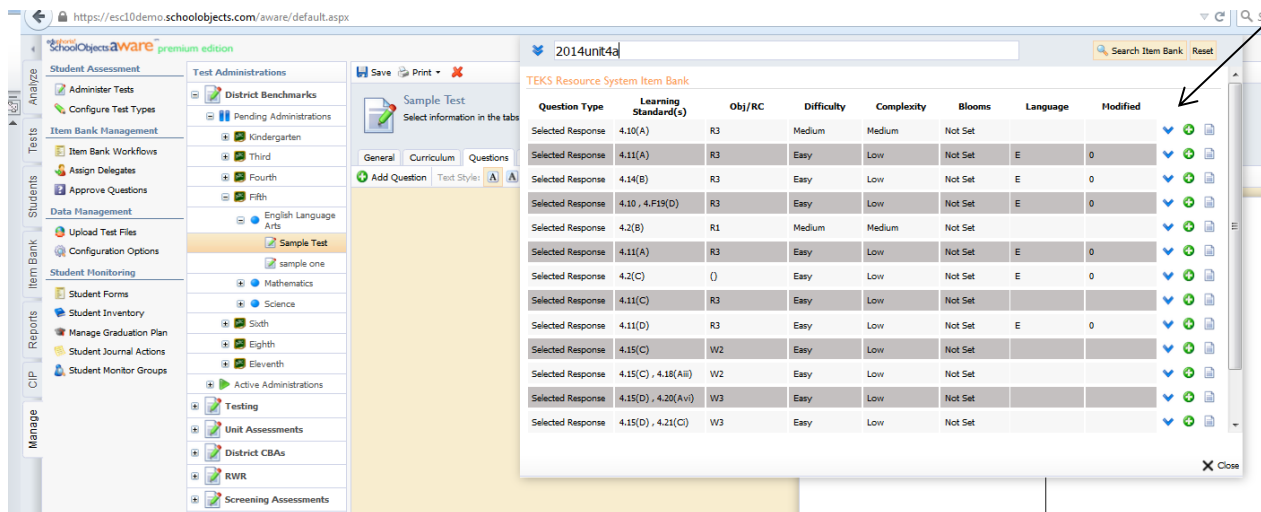 https://esc10demo.schoolobjects.com/aware/default.aspx
SchoolObjects:aware premium edition
Analyze
Tests
Students
Item Bank
Reports
CIP
Manage
Student Assessment
Administer Tests
Configure Test Types
Item Bank Management
Item Bank Workflows
Assign Delegates
Approve Questions
Data Management
Upload Test Files
Configuration Options
Student Monitoring
Student Forms
Student Inventory
Manage Graduation Plan
Student Journal Actions
Student Monitor Groups
Test Administrations
District Benchmarks
Pending Administrations
Kindergarten
Third
Fourth
Fifth
English Language
Arts
Sample Test
sample one
Mathematics
Science
Sixth
Eighth
Eleventh
Active Administrations
Testing
Unit Assessments
District CBAs
RWR
Screening Assessments
Save Print
Sample Test
Select information in the tabs
General Curriculum Questions
Add Question Text Style: A A
2014unit4a
Search Item Bank Reset
TEKS Resource System Item Bank
Question Type Learning Standard(s) Obj/RC Difficulty Complexity Blooms Language Modified
Selected Response 4.10(A) R3 Medium Medium Not Set
Selected Response 4.11(A) R3 Easy Low Not Set E 0
Selected Response 4.14(B) R3 Easy Low Not Set E 0
Selected Response 4.10 , 4.F19(D) R3 Easy Low Not Set E 0
Selected Response 4.2(B) R1 Medium Medium Not Set
Selected Response 4.11(A) R3 Easy Low Not Set E 0
Selected Response 4.2(C) () Easy Low Not Set E 0
Selected Response 4.11(C) R3 Easy Low Not Set
Selected Response 4.11(D) R3 Easy Low Not Set E 0
Selected Response 4.15(C) W2 Easy Low Not Set
Selected Response 4.15(C) , 4.18(Aiii) W2 Easy Low Not Set
Selected Response 4.15(D) , 4.20(Avi) W3 Easy Low Not Set
Selected Response 4.15(D) , 4.21(Ci) W3 Easy Low Not Set
Close